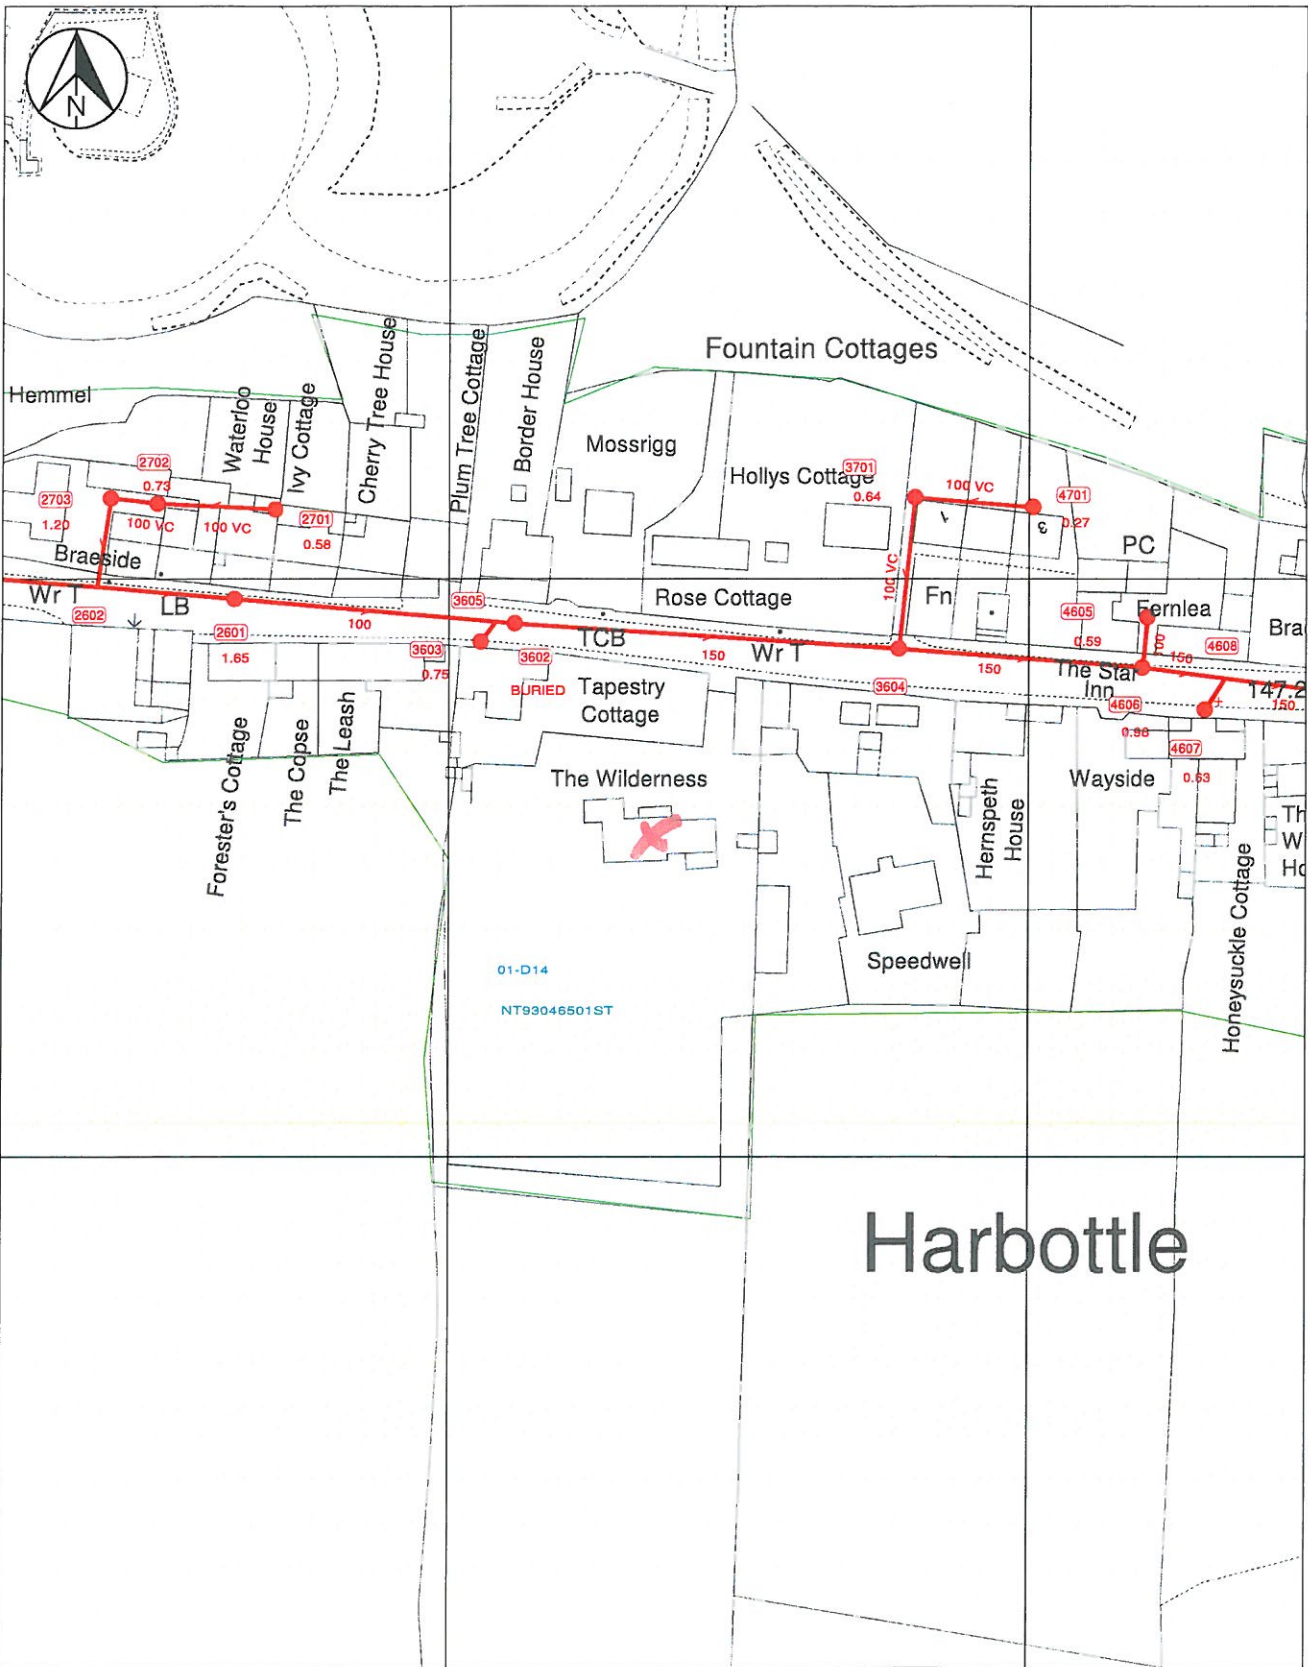 N
Fountain Cottages
Hemmel
Waterloo
House
Ivy Cottage
Cherry Tree House
Plum Tree Cottage
Border House
Mossrigg
Hollys Cottage
3701
0.64
100 VC
4701
0.27
1
3
2702
0.73
2703
1.20
100 VC
100 VC
2701
0.58
Braeside
PC
100 VC
Fn
Wr T
LB
2602
2601
1.65
100
3605
3603
0.75
3602
BURIED
TCB
Rose Cottage
150
Wr T
150
3604
4605
0.59
Fernlea
100
150
4608
The Star
Inn
4606
0.98
147.2
150
4607
0.63
Tapestry
Cottage
Forester's Cottage
The Copse
The Leash
The Wilderness
Hernspeth
House
Wayside
Honeysuckle Cottage
Speedwell
01-D14
NT93046501ST
Harbottle